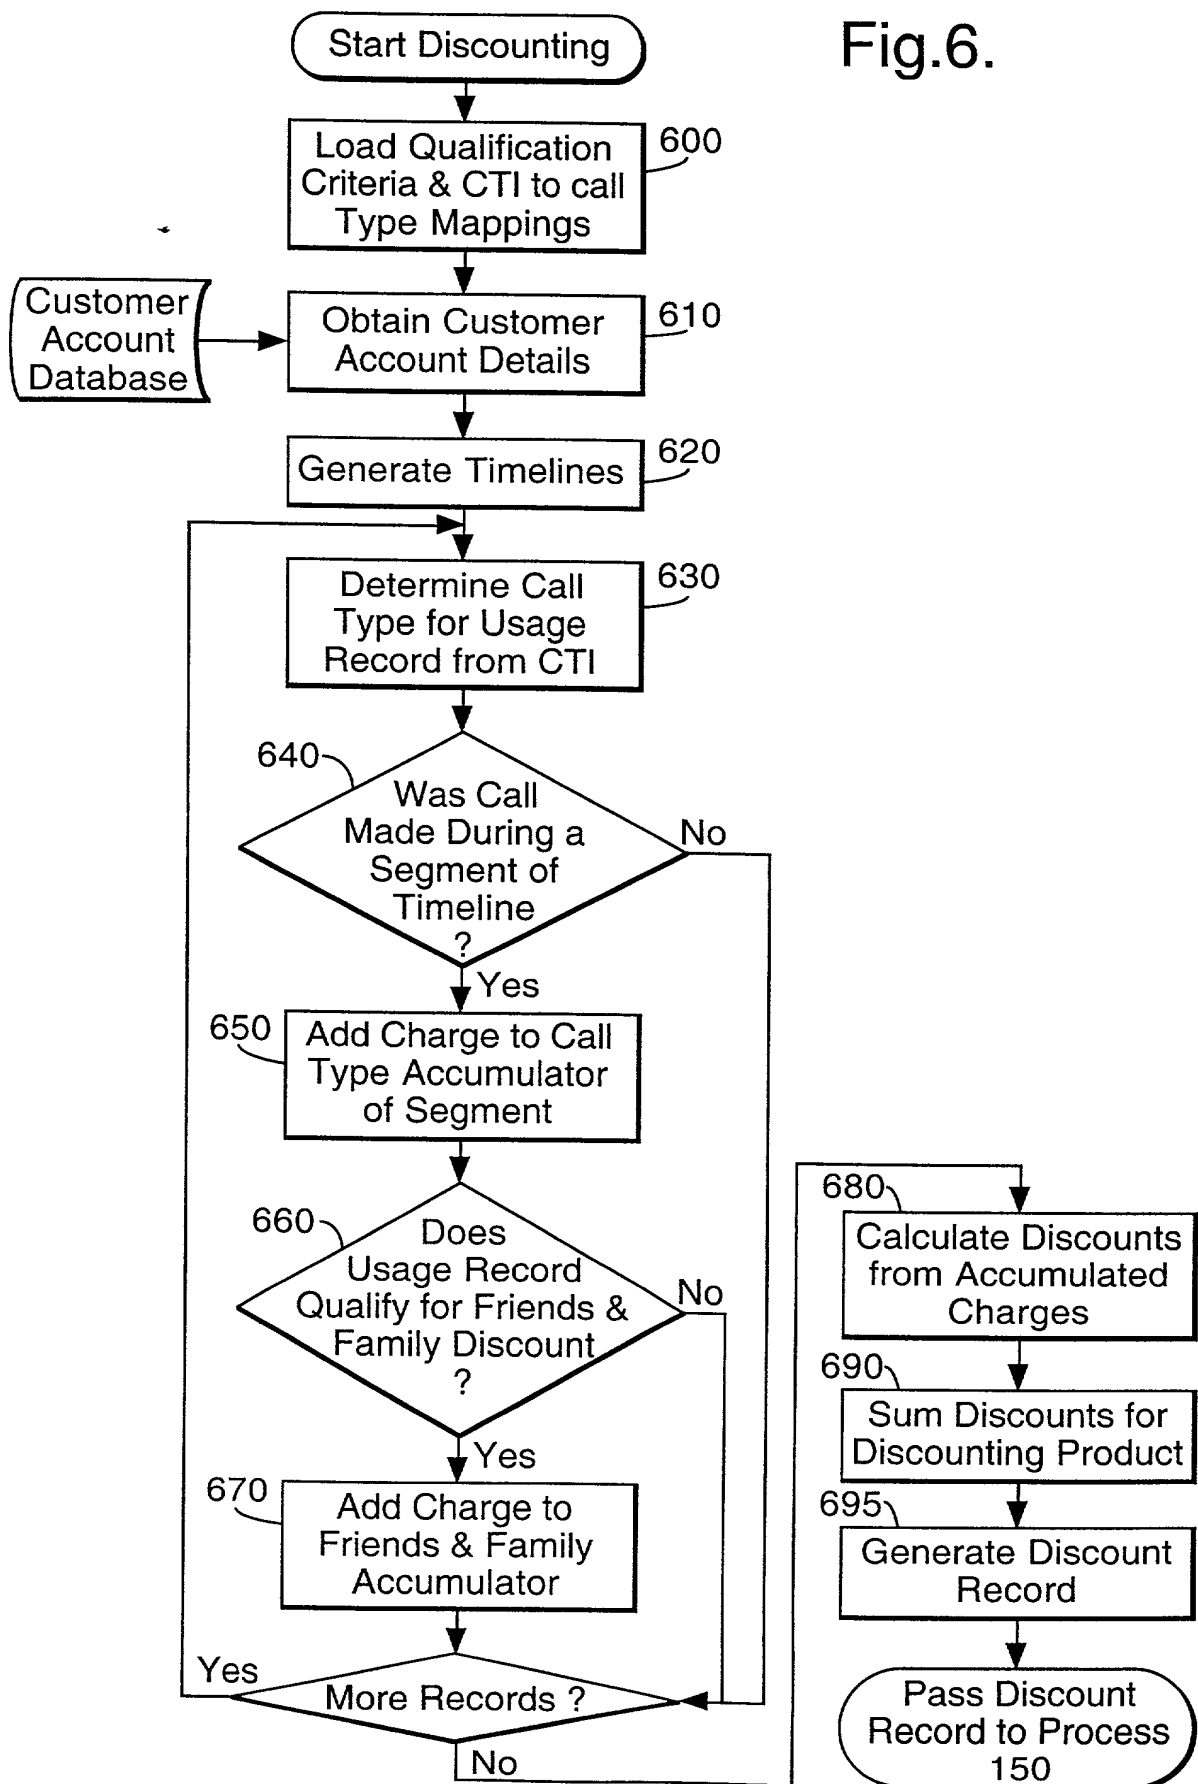 Fig.6.
Start Discounting
600
Load Qualification
Criteria & CTI to call
Type Mappings
Customer
Account
Database
610
Obtain Customer
Account Details
620
Generate Timelines
630
Determine Call
Type for Usage
Record from CTI
640
Was Call
Made During a
Segment of
Timeline
?
No
Yes
650
Add Charge to Call
Type Accumulator
of Segment
660
Does
Usage Record
Qualify for Friends &
Family Discount
?
No
Yes
670
Add Charge to
Friends & Family
Accumulator
Yes
More Records ?
No
680
Calculate Discounts
from Accumulated
Charges
690
Sum Discounts for
Discounting Product
695
Generate Discount
Record
Pass Discount
Record to Process
150